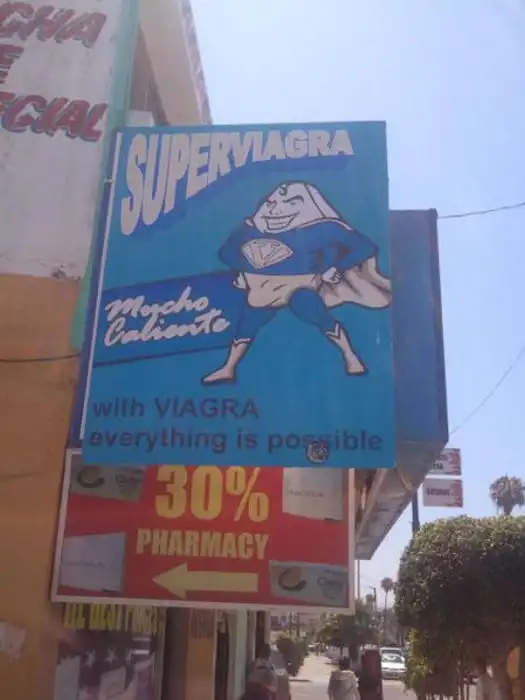 SUPERVIAGRA
Mucho
Caliente
with VIAGRA
everything is possible
30%
PHARMACY